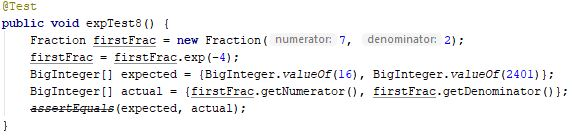 @Test
public void expTest8() {
Fraction firstFrac = new Fraction( numerator: 7, denominator: 2);
firstFrac = firstFrac.exp(-4);
BigInteger[] expected = {BigInteger.valueOf(16), BigInteger.valueOf(2401)};
BigInteger[] actual = {firstFrac.getNumerator(), firstFrac.getDenominator()};
assertEquals(expected, actual);
}